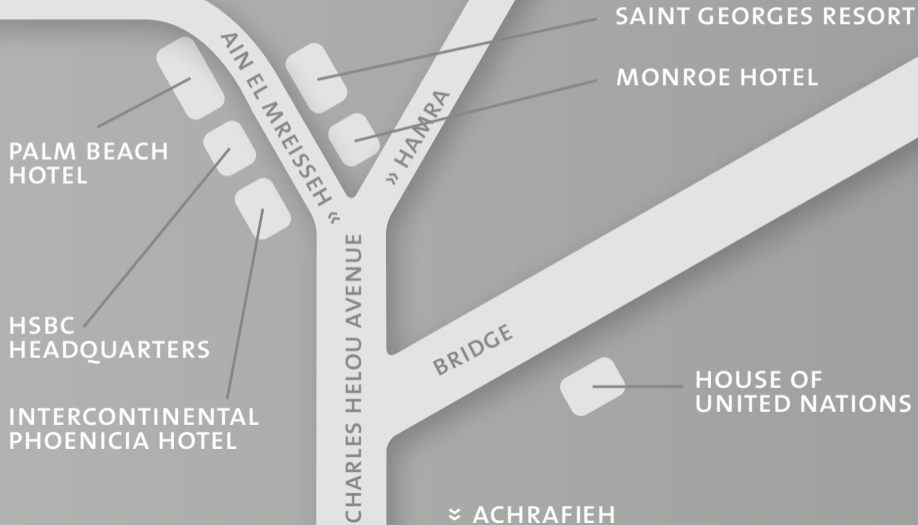 SAINT GEORGES RESORT
MONROE HOTEL
AIN EL MREISSEH «
» HAMRA
PALM BEACH
HOTEL
HSBC
HEADQUARTERS
INTERCONTINENTAL
PHOENICIA HOTEL
CHARLES HELOU AVENUE
BRIDGE
HOUSE OF
UNITED NATIONS
» ACHRAFIEH